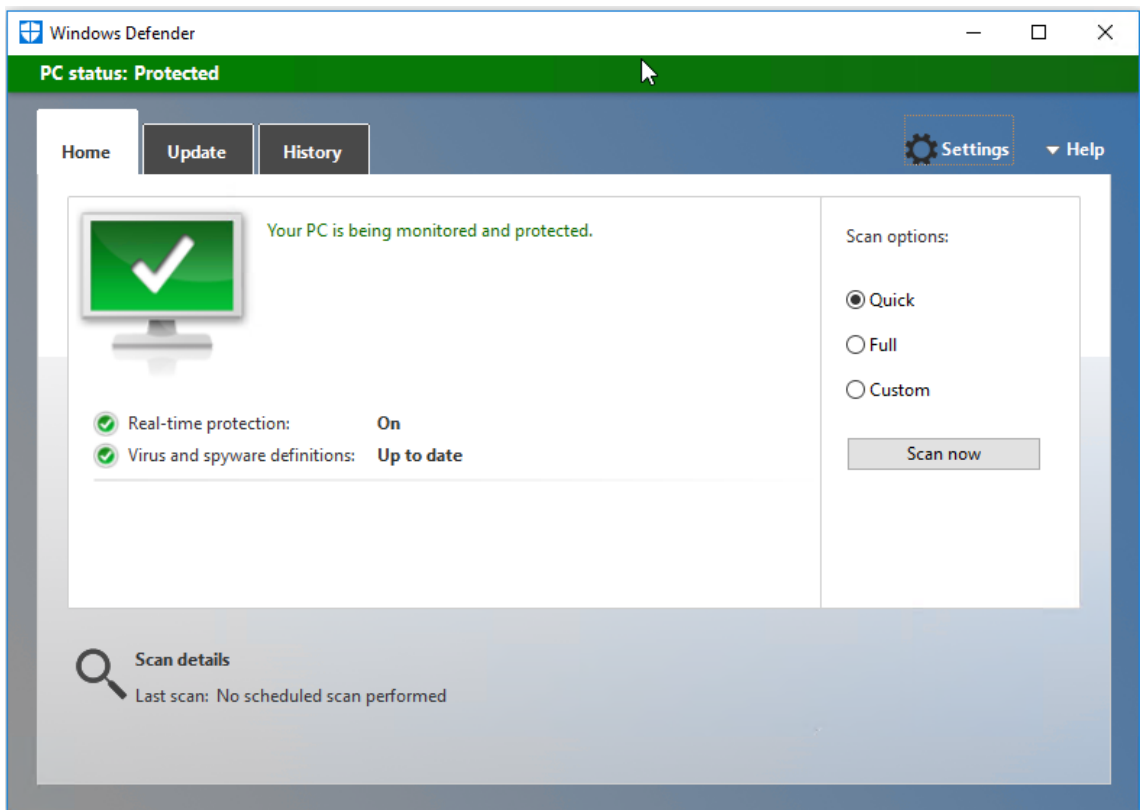 Windows Defender
PC status: Protected
Home Update History Settings Help
Your PC is being monitored and protected.
Scan options:
Quick
Full
Custom
Real-time protection: On
Virus and spyware definitions: Up to date
Scan now
Scan details
Last scan: No scheduled scan performed